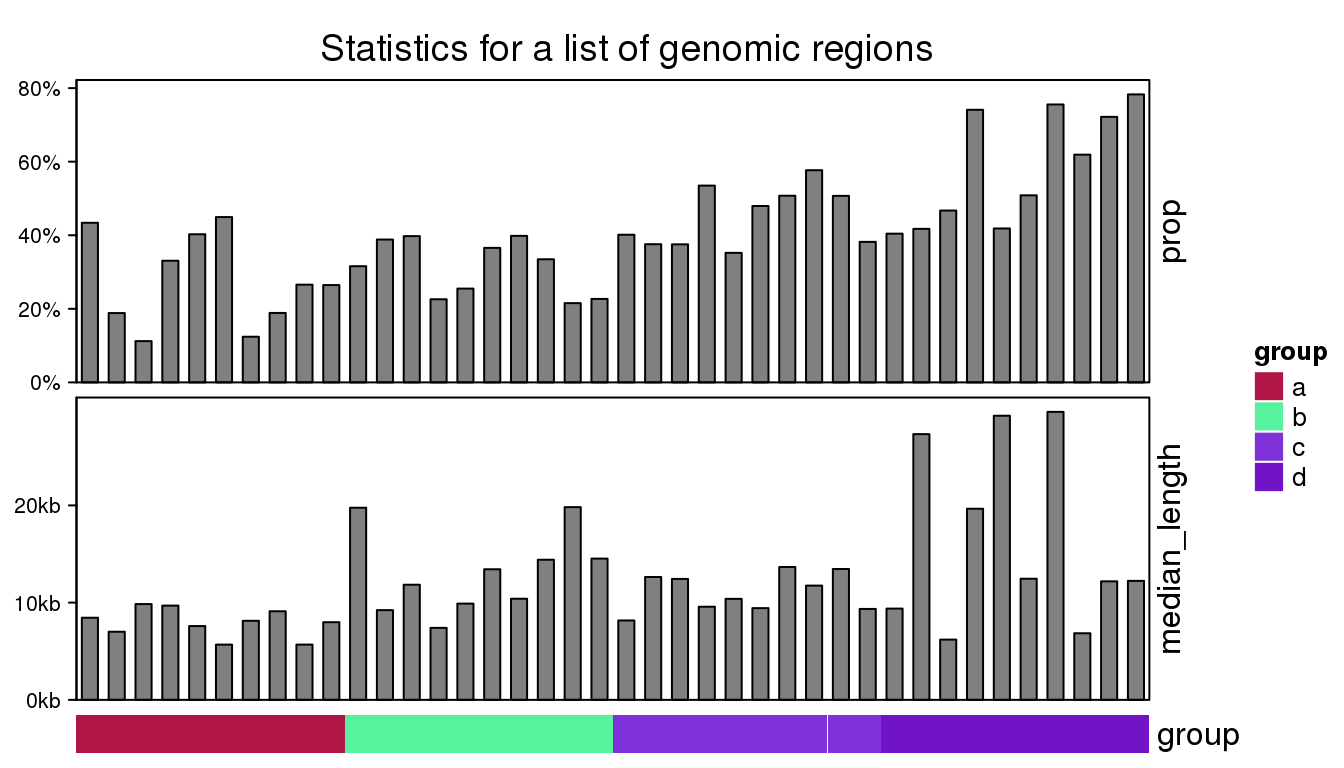 Statistics for a list of genomic regions
80%
60%
40%
20%
0%
prop
20kb
10kb
0kb
median_length
group
group
a
b
c
d